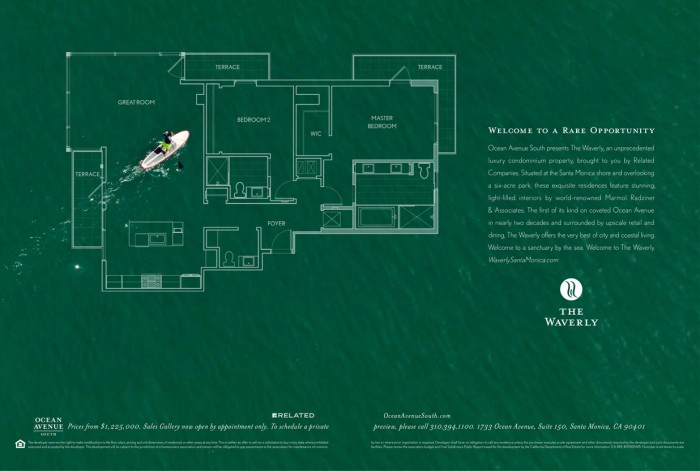 TERRACE
TERRACE
GREAT ROOM
BEDROOM 2
WIC
MASTER
BEDROOM
TERRACE
FOYER
WELCOME TO A RARE OPPORTUNITY
Ocean Avenue South presents The Waverly, an unprecedented
luxury condominium property, brought to you by Related
Companies. Situated at the Santa Monica shore and overlooking
a six-acre park, these exquisite residences feature stunning,
light-filled interiors by world-renowned Marmol Radziner
& Associates. The first of its kind on coveted Ocean Avenue
in nearly two decades and surrounded by upscale retail and
dining, The Waverly offers the very best of city and coastal living.
Welcome to a sanctuary by the sea. Welcome to The Waverly.
WaverlySantaMonica.com
THE
WAVERLY
OCEAN
AVENUE
SOUTH
RELATED
OceanAvenueSouth.com
Prices from $1,225,000. Sales Gallery now open by appointment only. To schedule a private
preview, please call 310.394.1100. 1733 Ocean Avenue, Suite 150, Santa Monica, CA 90401